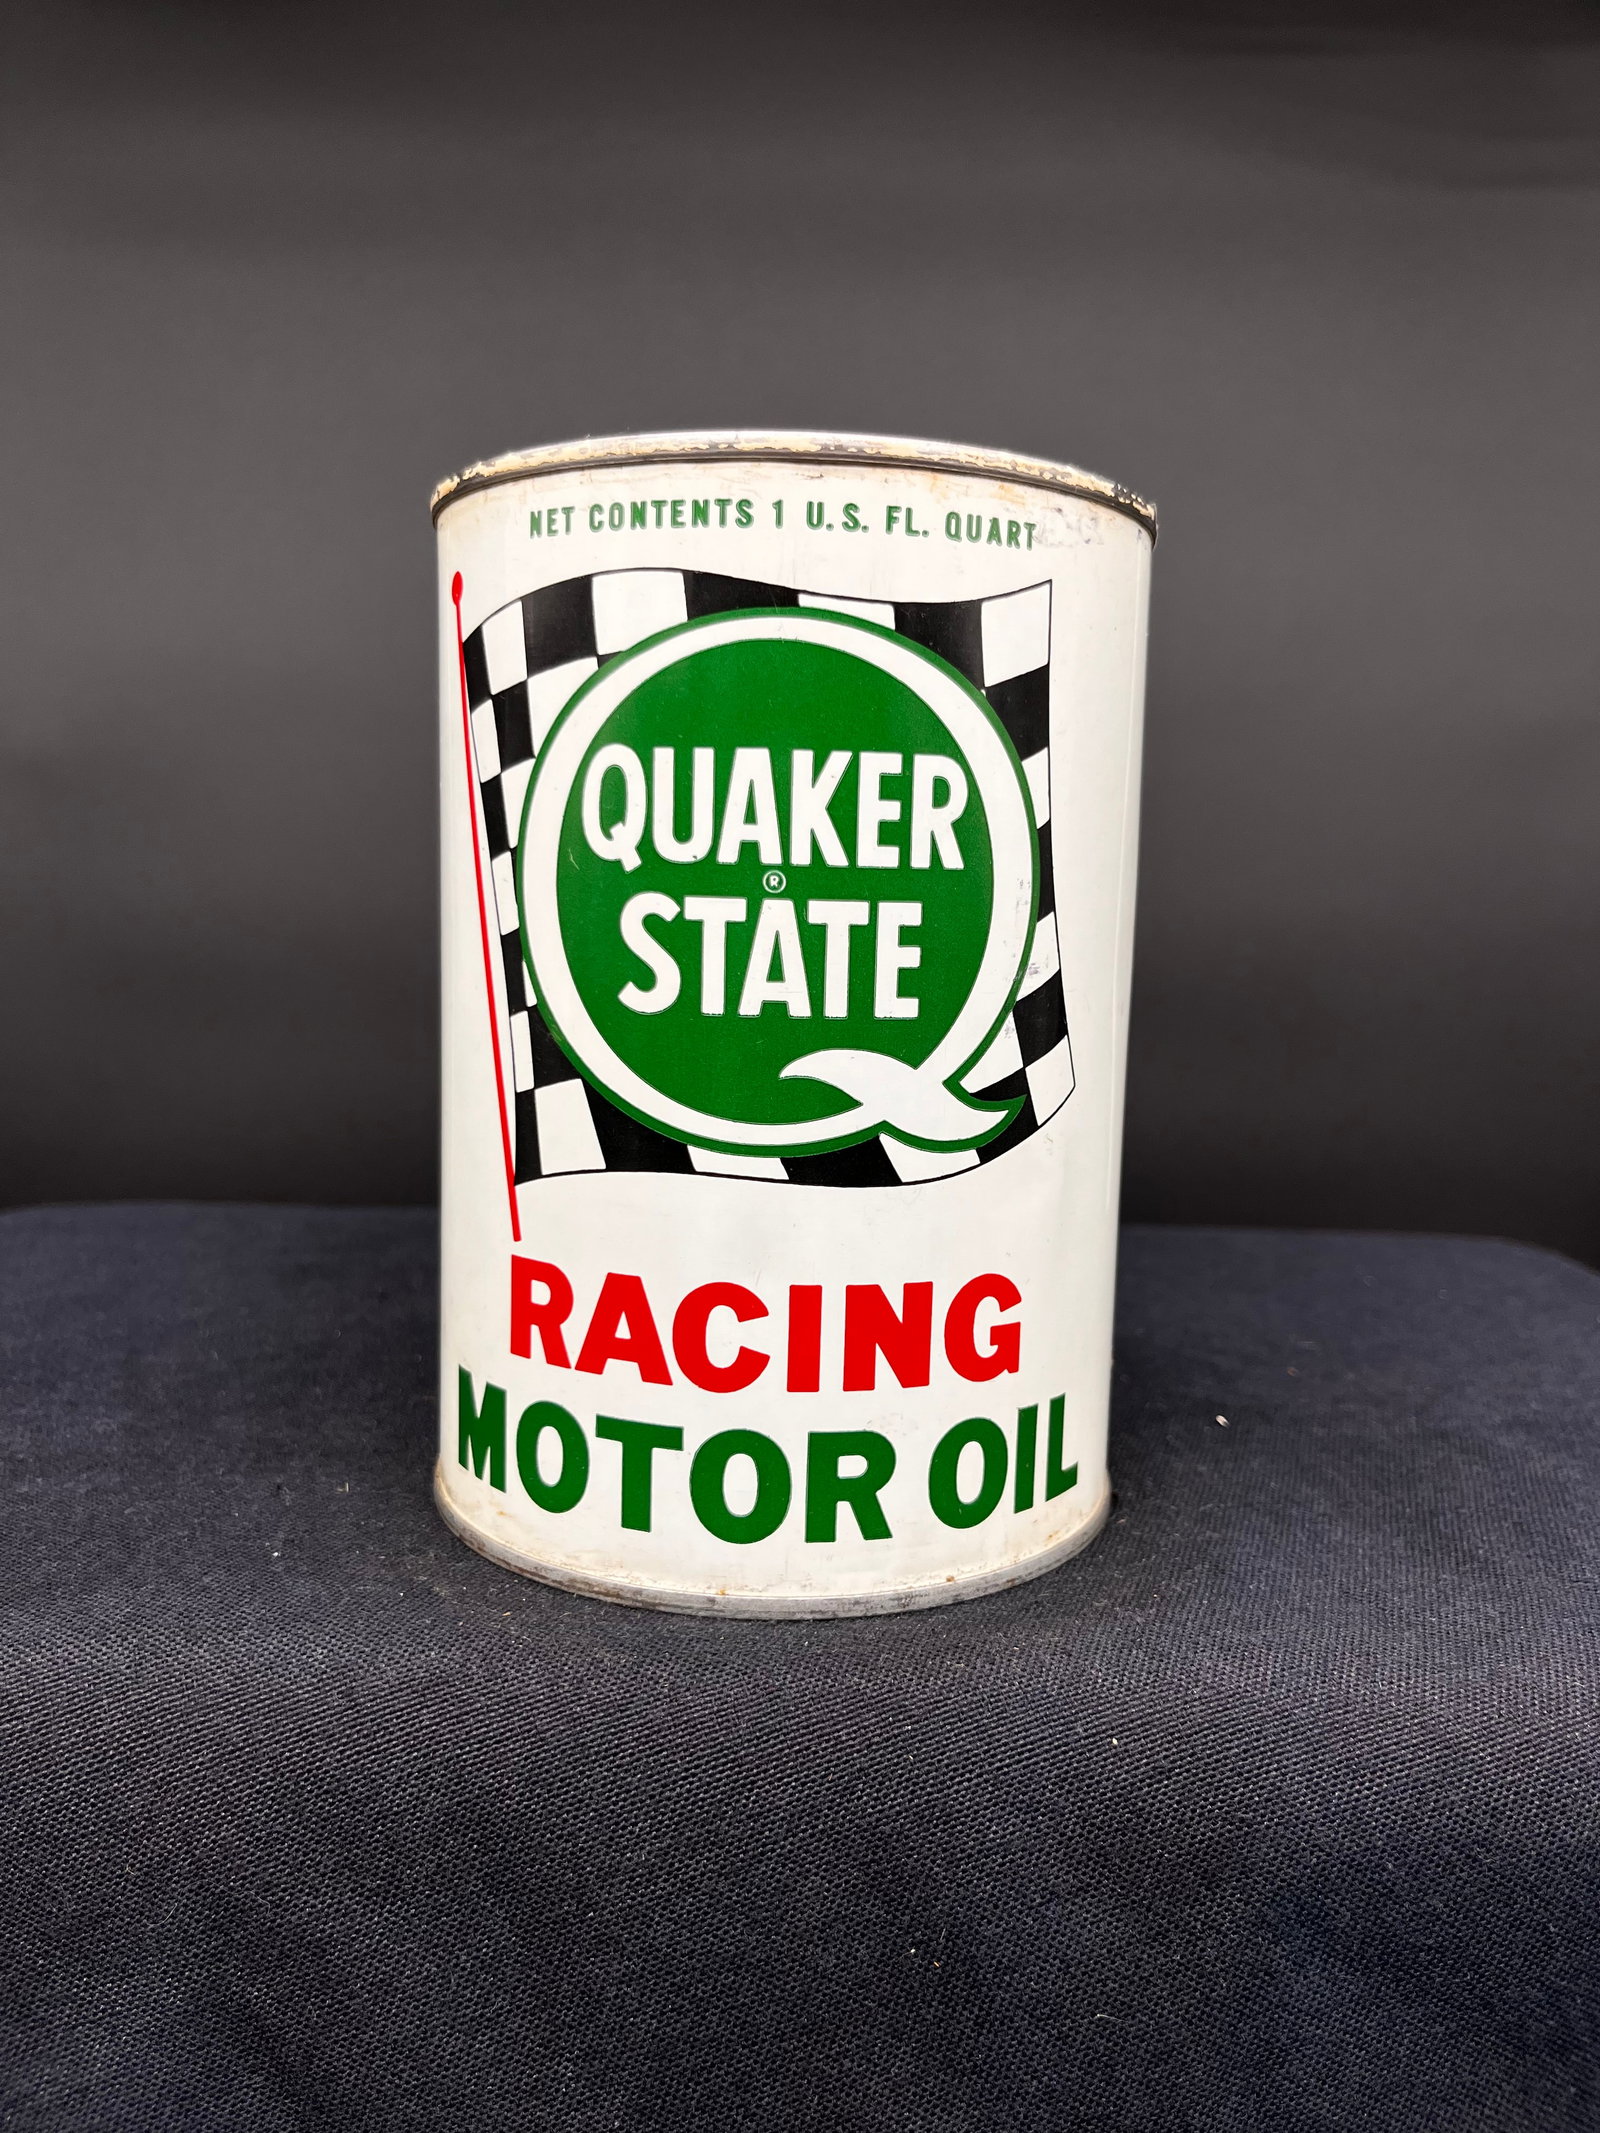 NET CONTENTS 1 U.S. FL. QUART
QUAKER
®
STATE
RACING
MOTOR OIL